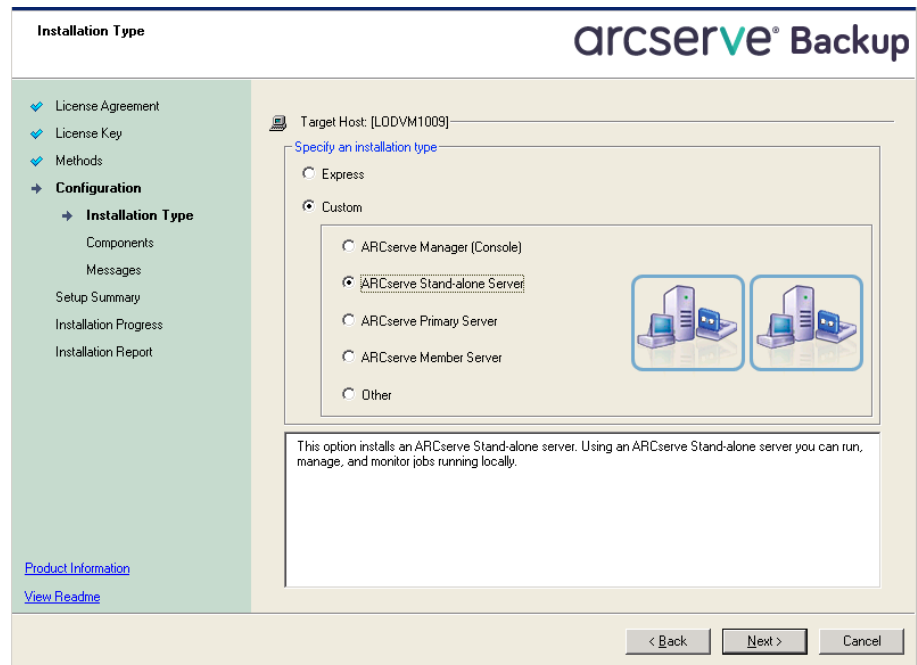 Installation Type
arcserve® Backup
License Agreement
License Key
Methods
Configuration
Installation Type
Components
Messages
Setup Summary
Installation Progress
Installation Report
Product Information
View Readme
Target Host: [LODVM1009]
Specify an installation type
Express
Custom
ARCserve Manager (Console)
ARCserve Stand-alone Server
ARCserve Primary Server
ARCserve Member Server
Other
This option installs an ARCserve Stand-alone server. Using an ARCserve Stand-alone server you can run,
manage, and monitor jobs running locally.
< Back
Next >
Cancel